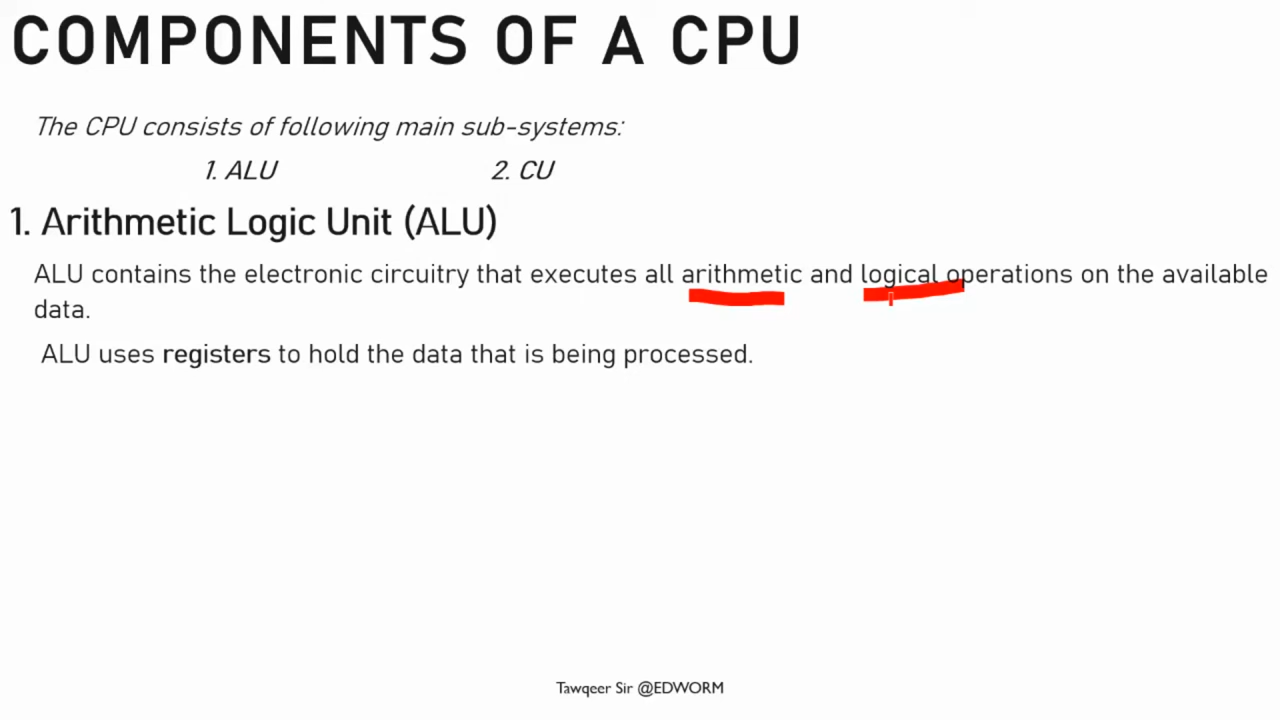 COMPONENTS OF A CPU
The CPU consists of following main sub-systems:
1. ALU 2. CU
1. Arithmetic Logic Unit (ALU)
ALU contains the electronic circuitry that executes all arithmetic and logical operations on the available
data.
ALU uses registers to hold the data that is being processed.
Tawqeer Sir @EDWORM